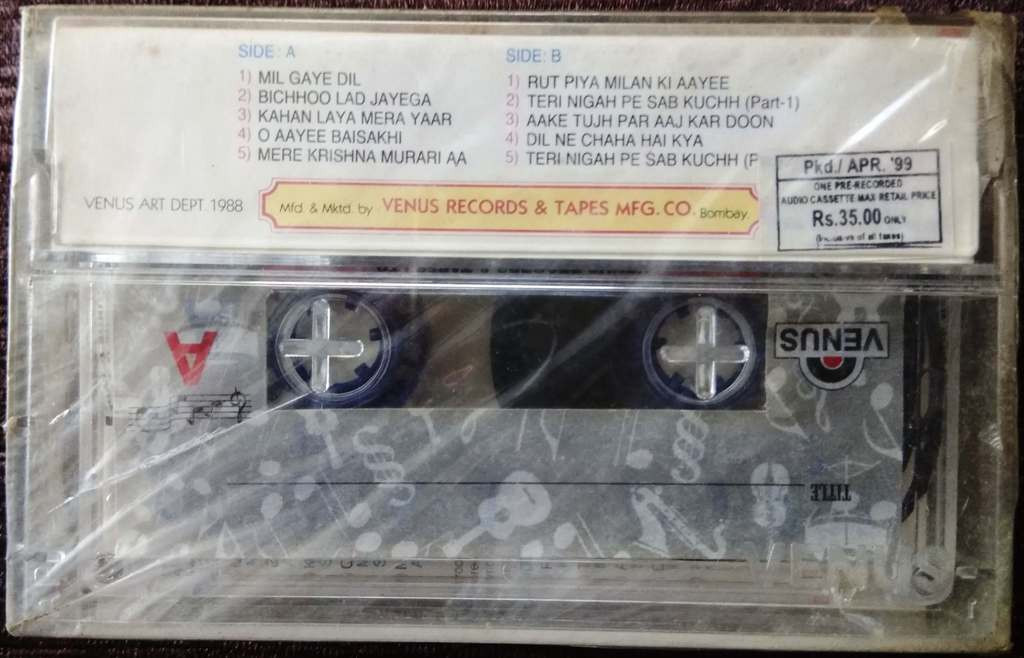 SIDE: A
1) MIL GAYE DIL
2) BICHHOO LAD JAYEGA
3) KAHAN LAYA MERA YAAR
4) O AAYEE BAISAKHI
5) MERE KRISHNA MURARI AA
SIDE: B
1) RUT PIYA MILAN KI AAYEE
2) TERI NIGAH PE SAB KUCHH (Part-1)
3) AAKE TUJH PAR AAJ KAR DOON
4) DIL NE CHAHA HAI KYA
5) TERI NIGAH PE SAB KUCHH (P
VENUS ART DEPT. 1988
Mfd. & Mktd. by VENUS RECORDS & TAPES MFG. CO. Bombay
Pkd./ APR. '99
ONE PRE-RECORDED
AUDIO CASSETTE MAX RETAIL PRICE
Rs.35.00 ONLY
(Inclusive of all taxes)
A
VENUS
TITLE